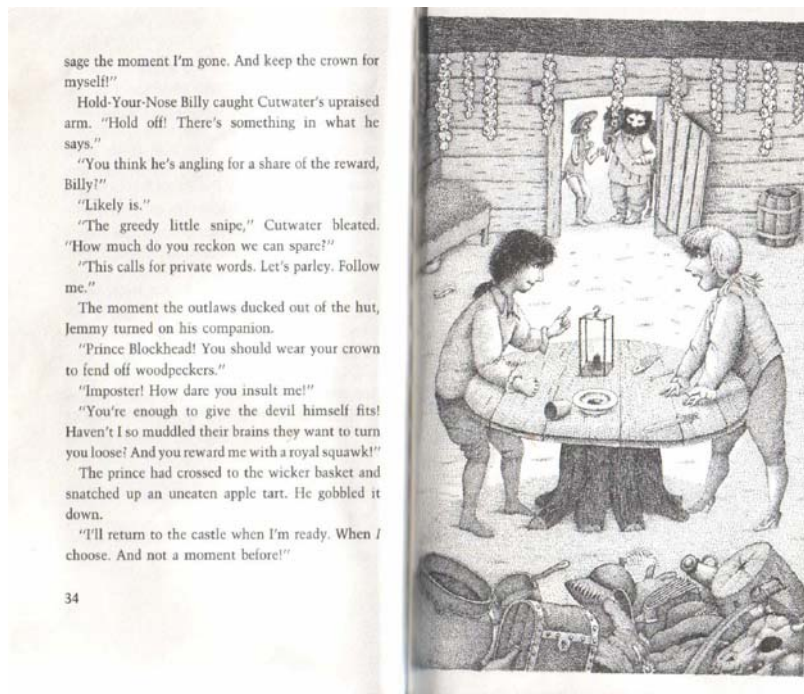 sage the moment I'm gone. And keep the crown for
myself!"
Hold-Your-Nose Billy caught Cutwater's upraised
arm. "Hold off! There's something in what he
says."
"You think he's angling for a share of the reward,
Billy?"
"Likely is."
"The greedy little snipe," Cutwater bleated.
"How much do you reckon we can spare?"
"This calls for private words. Let's parley. Follow
me."
The moment the outlaws ducked out of the hut,
Jemmy turned on his companion.
"Prince Blockhead! You should wear your crown
to fend off woodpeckers."
"Imposter! How dare you insult me!"
"You're enough to give the devil himself fits!
Haven't I so muddled their brains they want to turn
you loose? And you reward me with a royal squawk!"
The prince had crossed to the wicker basket and
snatched up an uneaten apple tart. He gobbled it
down.
"I'll return to the castle when I'm ready. When I
choose. And not a moment before!"
34